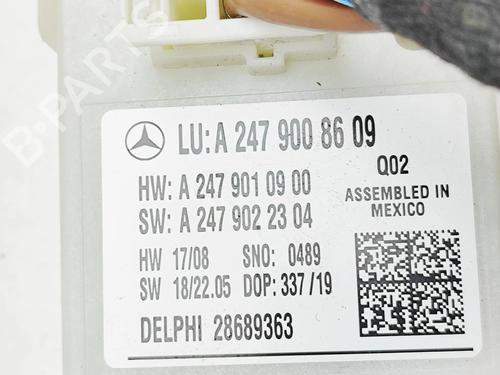 LU: A 247 900 86 09
HW: A 247 901 09 00
SW: A 247 902 23 04
Q02
ASSEMBLED IN
MEXICO
HW 17/08 SNO: 0489
SW 18/22.05 DOP: 337 /19
DELPHI 28689363
B-PARTS